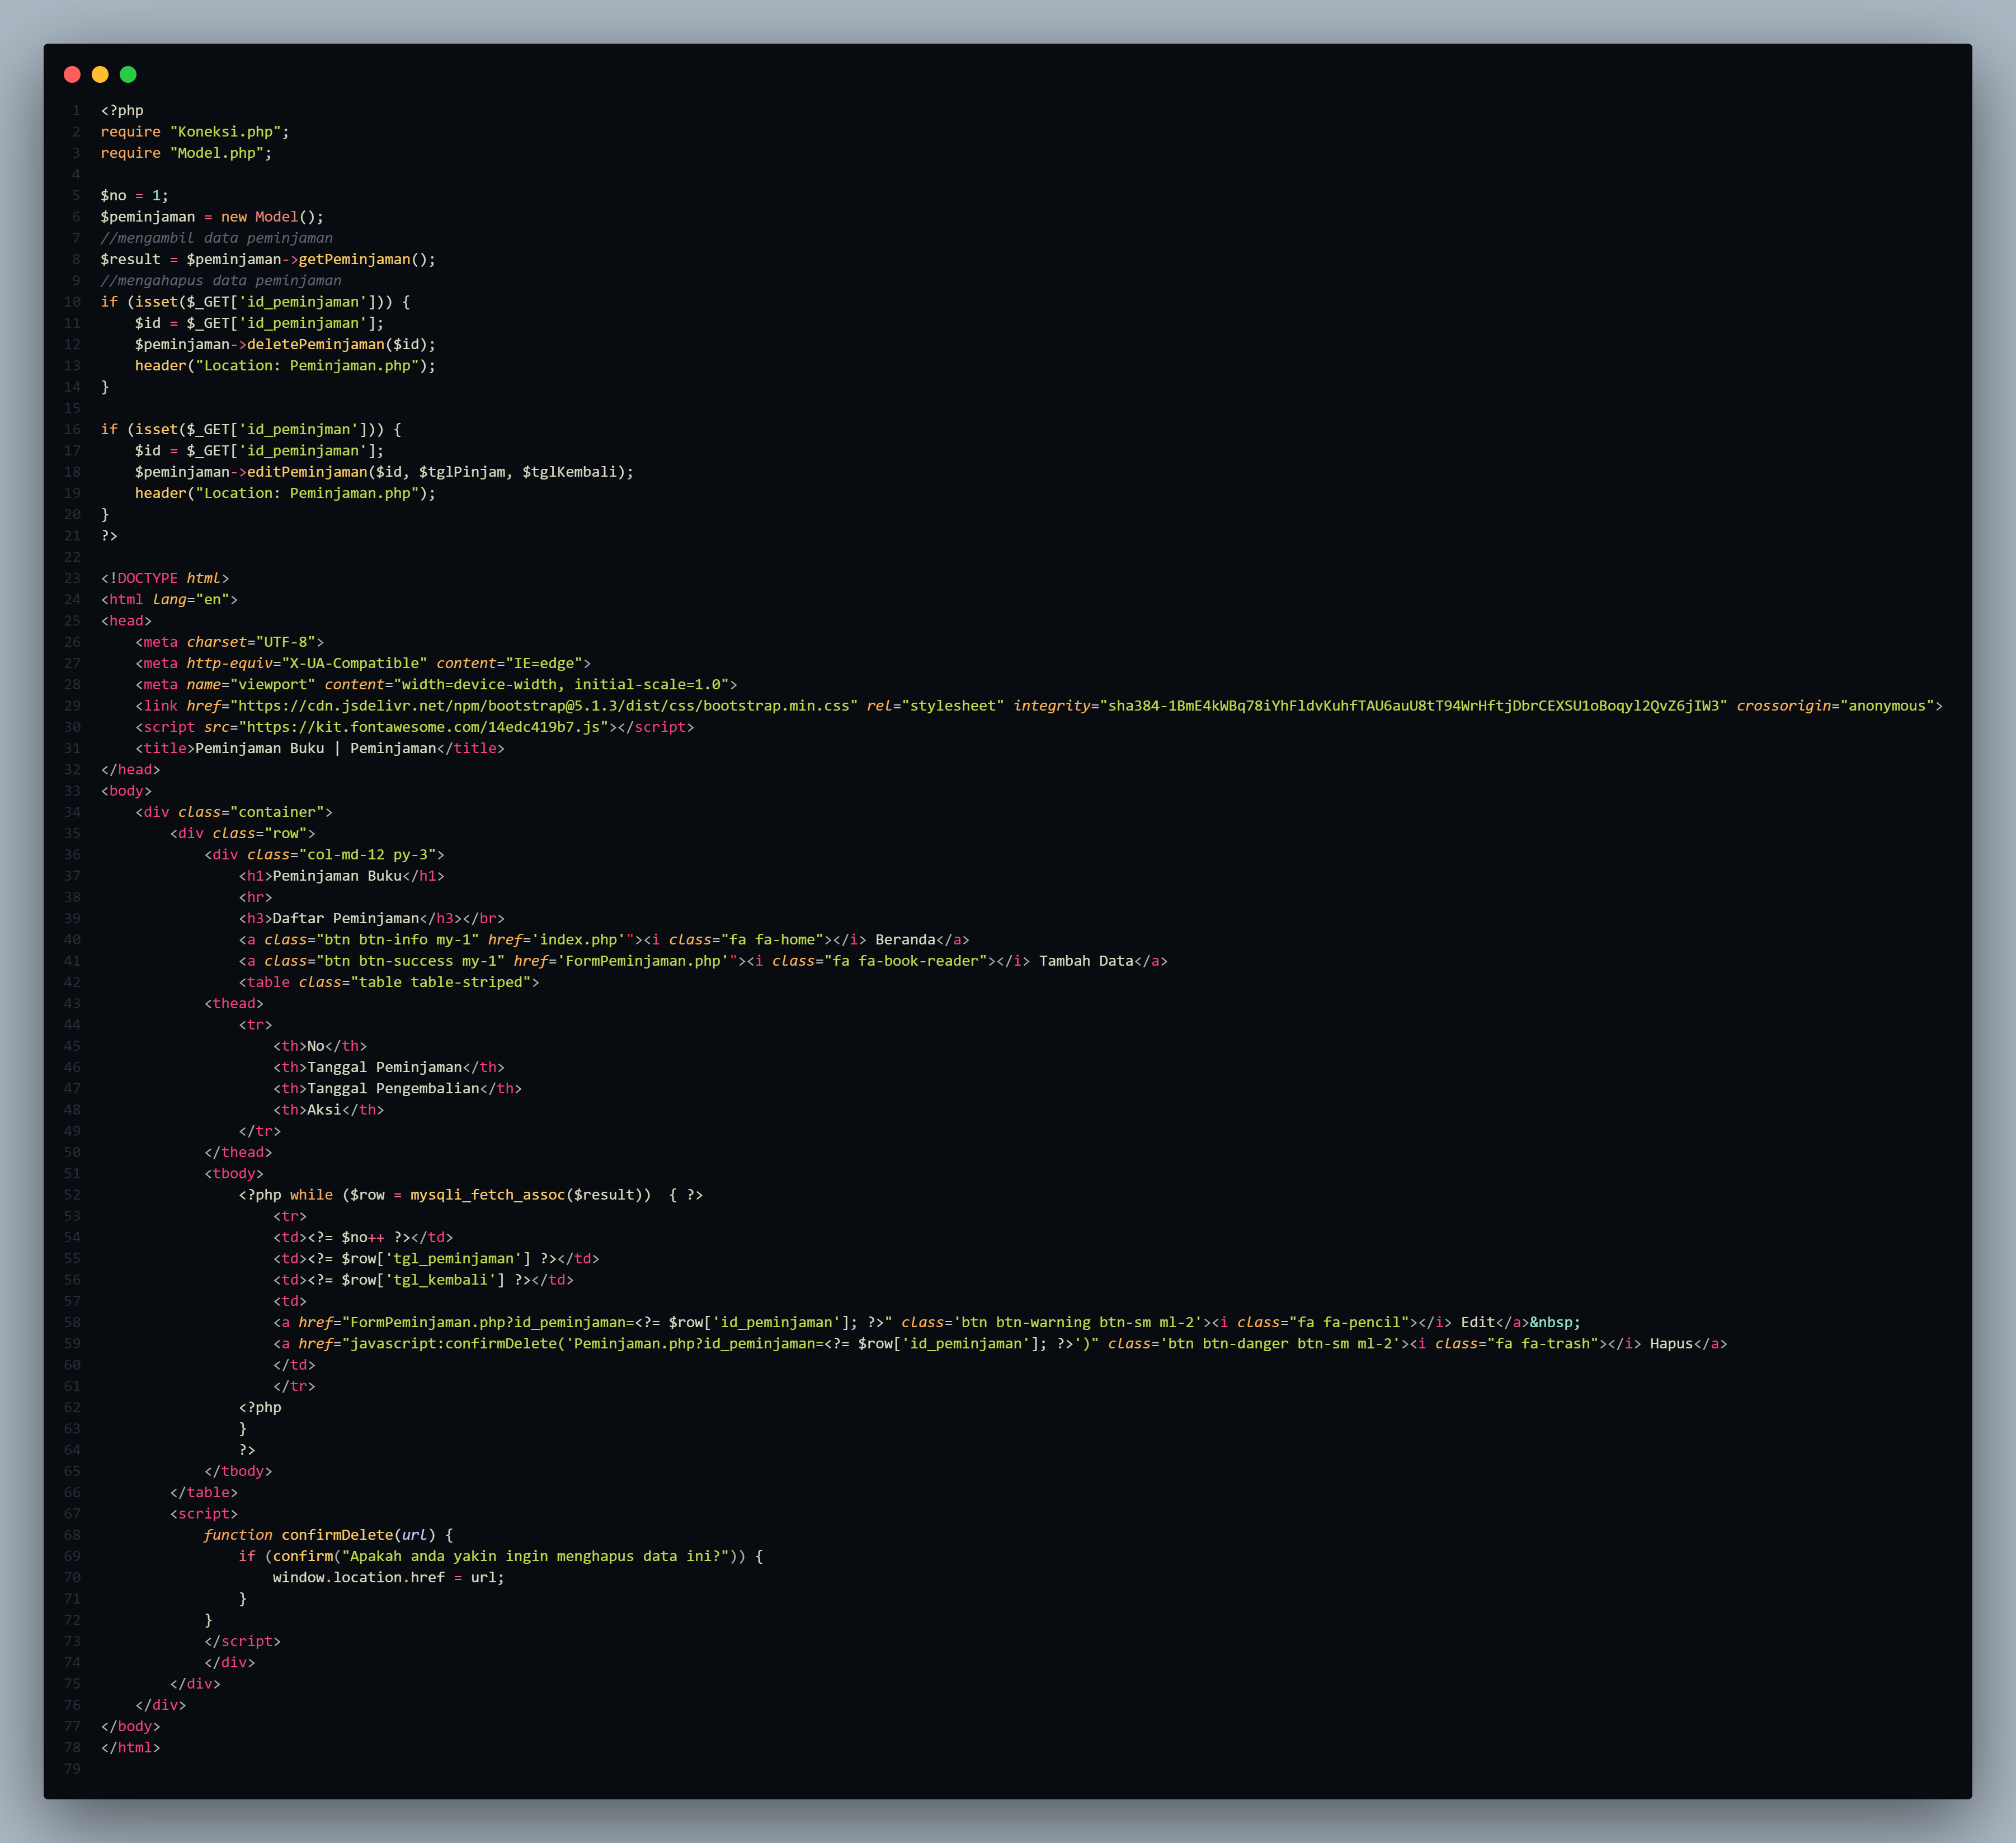 1 <?php
2 require "Koneksi.php";
3 require "Model.php";
4
5 $no = 1;
6 $peminjaman = new Model();
7 //mengambil data peminjaman
8 $result = $peminjaman->getPeminjaman();
9 //mengahapus data peminjaman
10 if (isset($_GET['id_peminjaman'])) {
11     $id = $_GET['id_peminjaman'];
12     $peminjaman->deletePeminjaman($id);
13     header("Location: Peminjaman.php");
14 }
15
16 if (isset($_GET['id_peminjman'])) {
17     $id = $_GET['id_peminjaman'];
18     $peminjaman->editPeminjaman($id, $tglPinjam, $tglKembali);
19     header("Location: Peminjaman.php");
20 }
21 ?>
22
23 <!DOCTYPE html>
24 <html lang="en">
25 <head>
26     <meta charset="UTF-8">
27     <meta http-equiv="X-UA-Compatible" content="IE=edge">
28     <meta name="viewport" content="width=device-width, initial-scale=1.0">
29     <link href="https://cdn.jsdelivr.net/npm/bootstrap@5.1.3/dist/css/bootstrap.min.css" rel="stylesheet" integrity="sha384-1BmE4kWBq78iYhFldvKuhfTAU6auU8tT94WrHftjDbrCEXSU1oBoqyl2QvZ6jIW3" crossorigin="anonymous">
30     <script src="https://kit.fontawesome.com/14edc419b7.js"></script>
31     <title>Peminjaman Buku | Peminjaman</title>
32 </head>
33 <body>
34     <div class="container">
35         <div class="row">
36             <div class="col-md-12 py-3">
37                 <h1>Peminjaman Buku</h1>
38                 <hr>
39                 <h3>Daftar Peminjaman</h3></br>
40                 <a class="btn btn-info my-1" href='index.php'"><i class="fa fa-home"></i> Beranda</a>
41                 <a class="btn btn-success my-1" href='FormPeminjaman.php'"><i class="fa fa-book-reader"></i> Tambah Data</a>
42                 <table class="table table-striped">
43             <thead>
44                 <tr>
45                     <th>No</th>
46                     <th>Tanggal Peminjaman</th>
47                     <th>Tanggal Pengembalian</th>
48                     <th>Aksi</th>
49                 </tr>
50             </thead>
51             <tbody>
52                 <?php while ($row = mysqli_fetch_assoc($result))  { ?>
53                     <tr>
54                     <td><?= $no++ ?></td>
55                     <td><?= $row['tgl_peminjaman'] ?></td>
56                     <td><?= $row['tgl_kembali'] ?></td>
57                     <td>
58                     <a href="FormPeminjaman.php?id_peminjaman=<?= $row['id_peminjaman']; ?>" class='btn btn-warning btn-sm ml-2'><i class="fa fa-pencil"></i> Edit</a>&nbsp;
59                     <a href="javascript:confirmDelete('Peminjaman.php?id_peminjaman=<?= $row['id_peminjaman']; ?>')" class='btn btn-danger btn-sm ml-2'><i class="fa fa-trash"></i> Hapus</a>
60                     </td>
61                     </tr>
62                 <?php
63                 }
64                 ?>
65             </tbody>
66         </table>
67         <script>
68             function confirmDelete(url) {
69                 if (confirm("Apakah anda yakin ingin menghapus data ini?")) {
70                     window.location.href = url;
71                 }
72             }
73             </script>
74             </div>
75         </div>
76     </div>
77 </body>
78 </html>
79